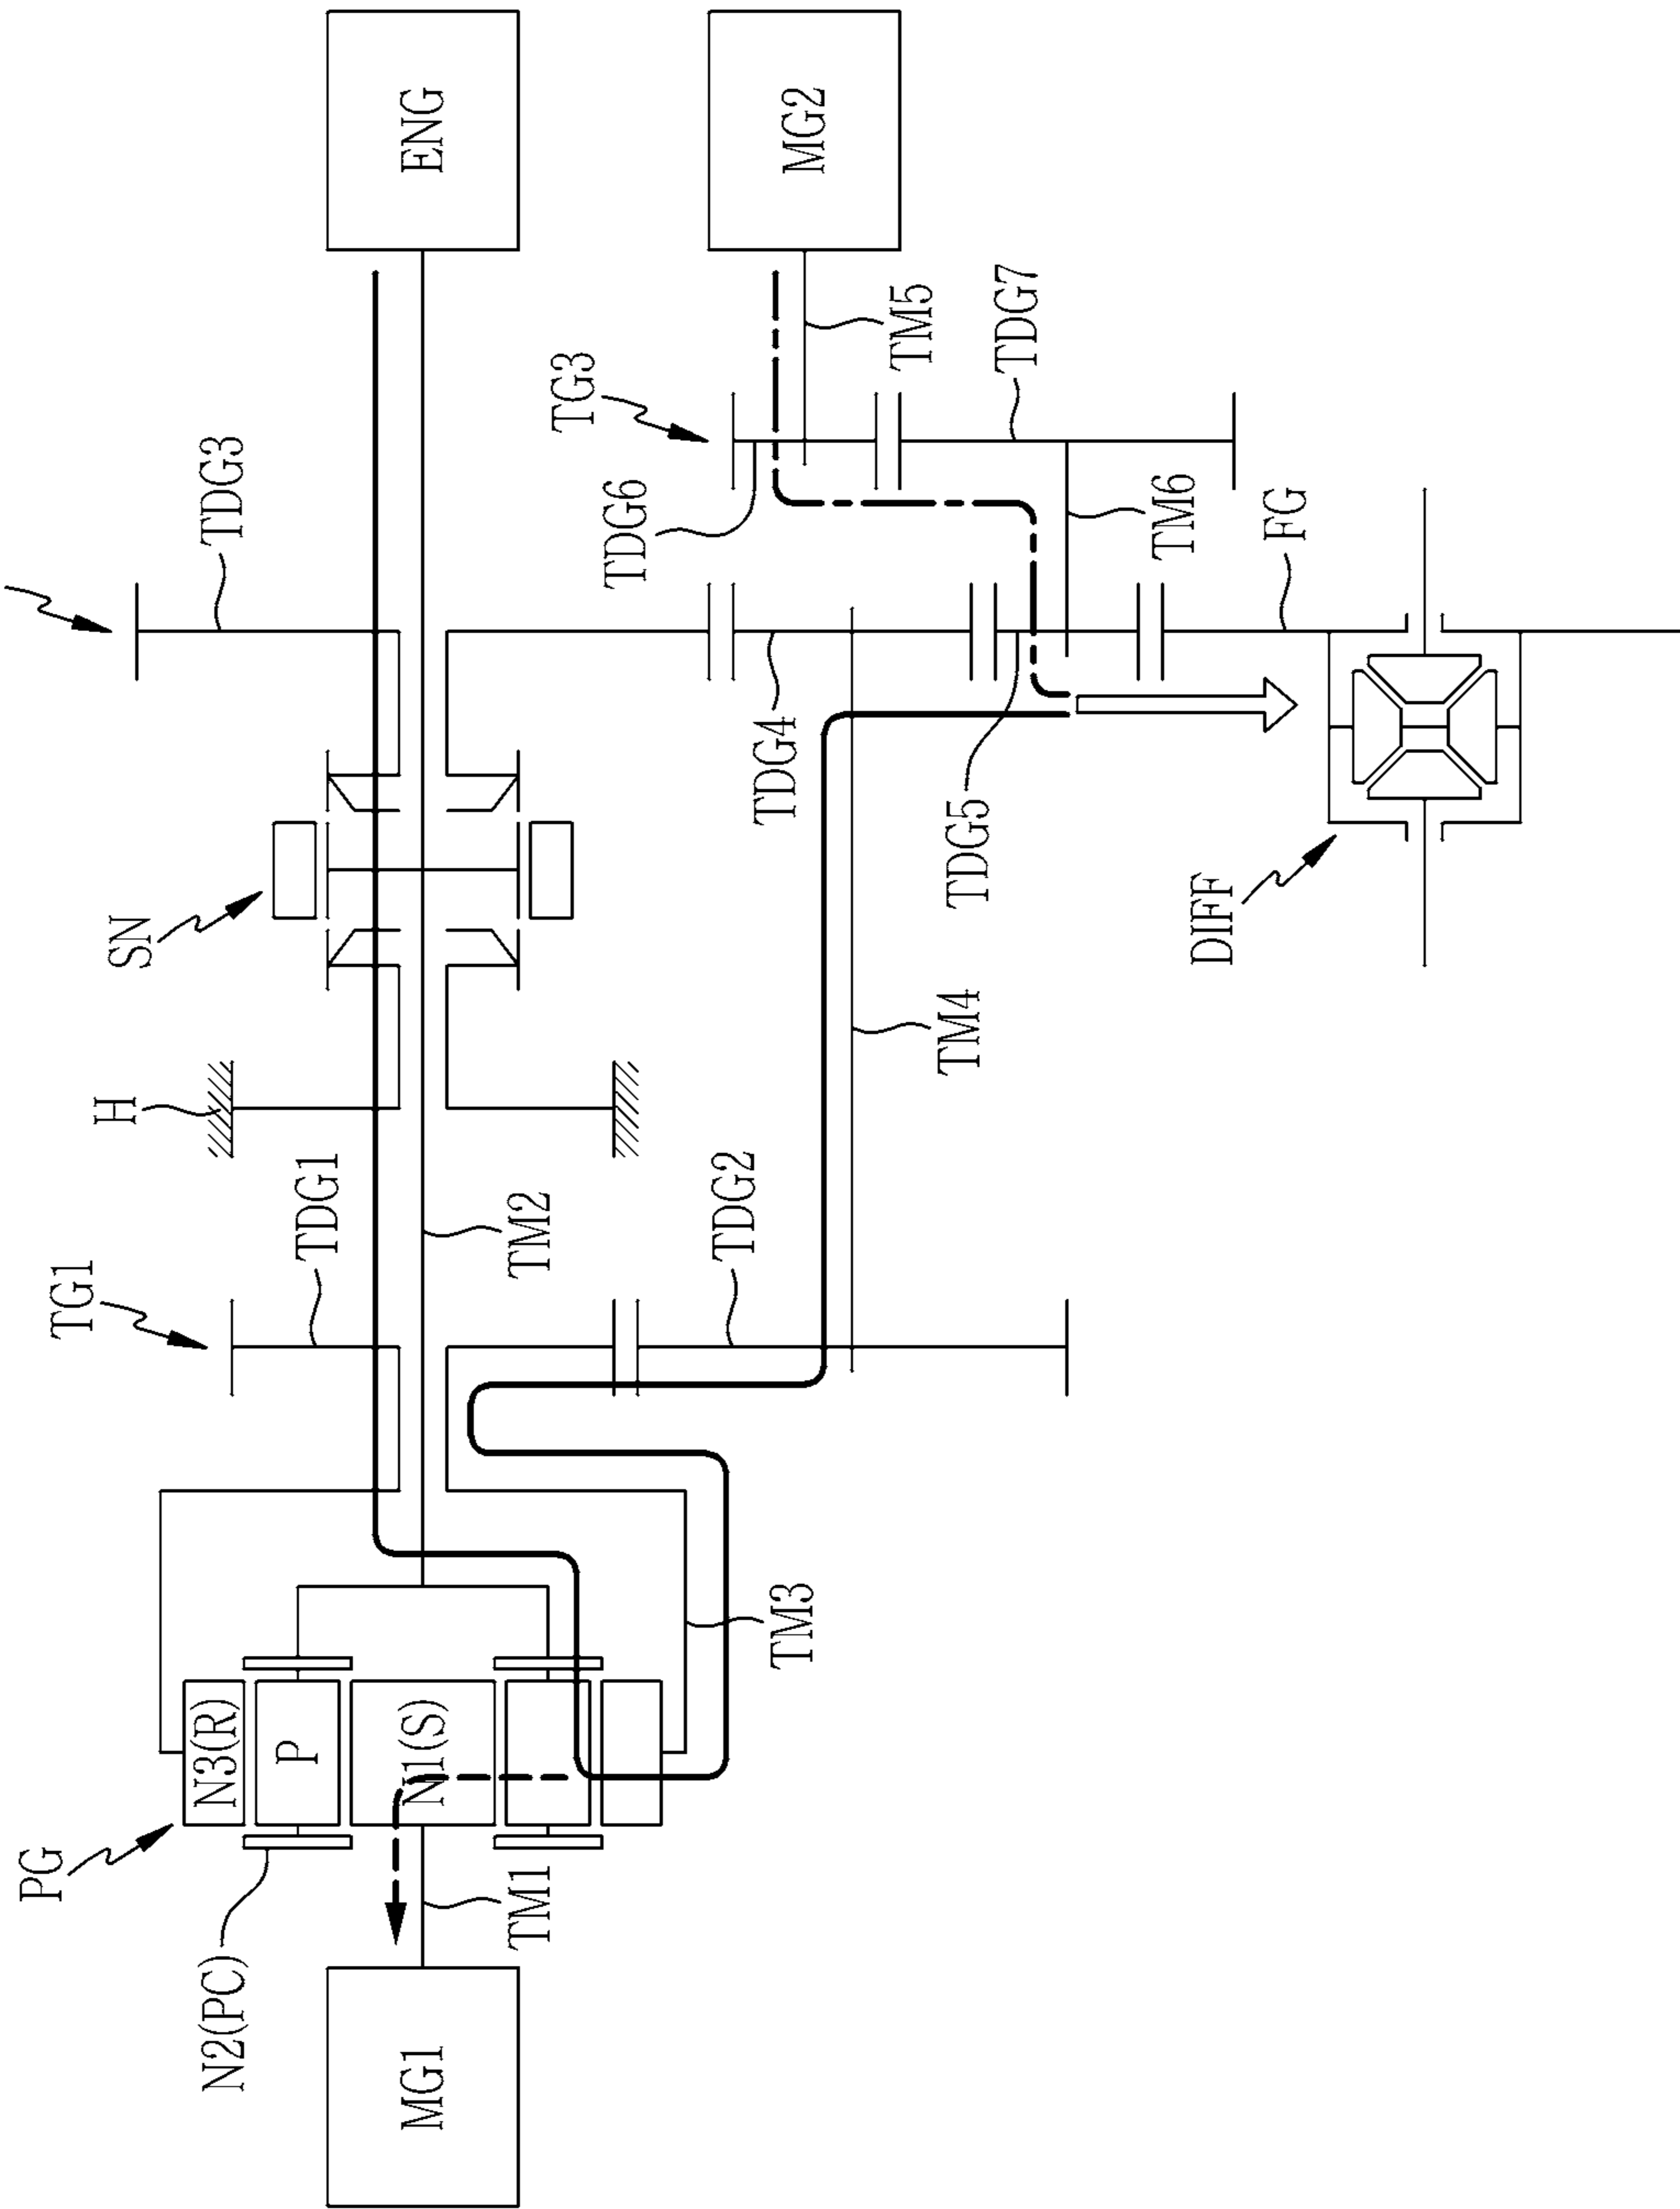 PG
N3(R)
P
N1(S)
N2(PC)
MG1
TM1
TM3
TG1
TDG1
TM2
TDG2
H
SN
TM4
TDG3
TDG4
TDG5
TDG6
TG3
TM5
TDG7
TM6
FG
DIFF
ENG
MG2